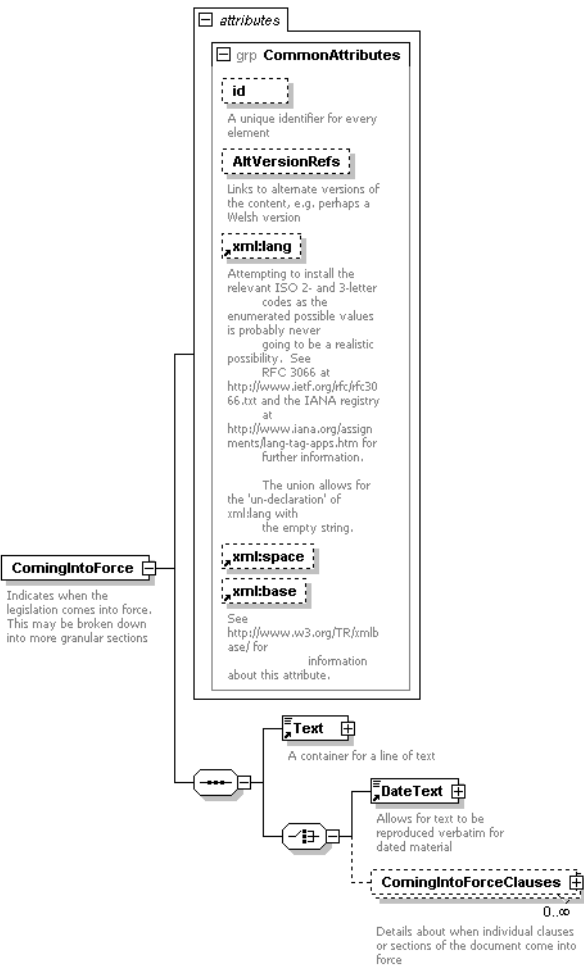 attributes
grp CommonAttributes
id
A unique identifier for every
element
AltVersionRefs
Links to alternate versions of
the content, e.g. perhaps a
Welsh version
xml:lang
Attempting to install the
relevant ISO 2- and 3-letter
codes as the
enumerated possible values
is probably never
going to be a realistic
possibility. See
RFC 3066 at
http://www.ietf.org/rfc/rfc30
66.txt and the IANA registry
at
http://www.iana.org/assign
ments/lang-tag-apps.htm for
further information.
The union allows for
the 'un-declaration' of
xml:lang with
the empty string.
xml:space
xml:base
See
http://www.w3.org/TR/xmlb
ase/ for
information
about this attribute.
ComingIntoForce
Indicates when the
legislation comes into force.
This may be broken down
into more granular sections
Text
A container for a line of text
DateText
Allows for text to be
reproduced verbatim for
dated material
ComingIntoForceClauses
0..∞
Details about when individual clauses
or sections of the document come into
force